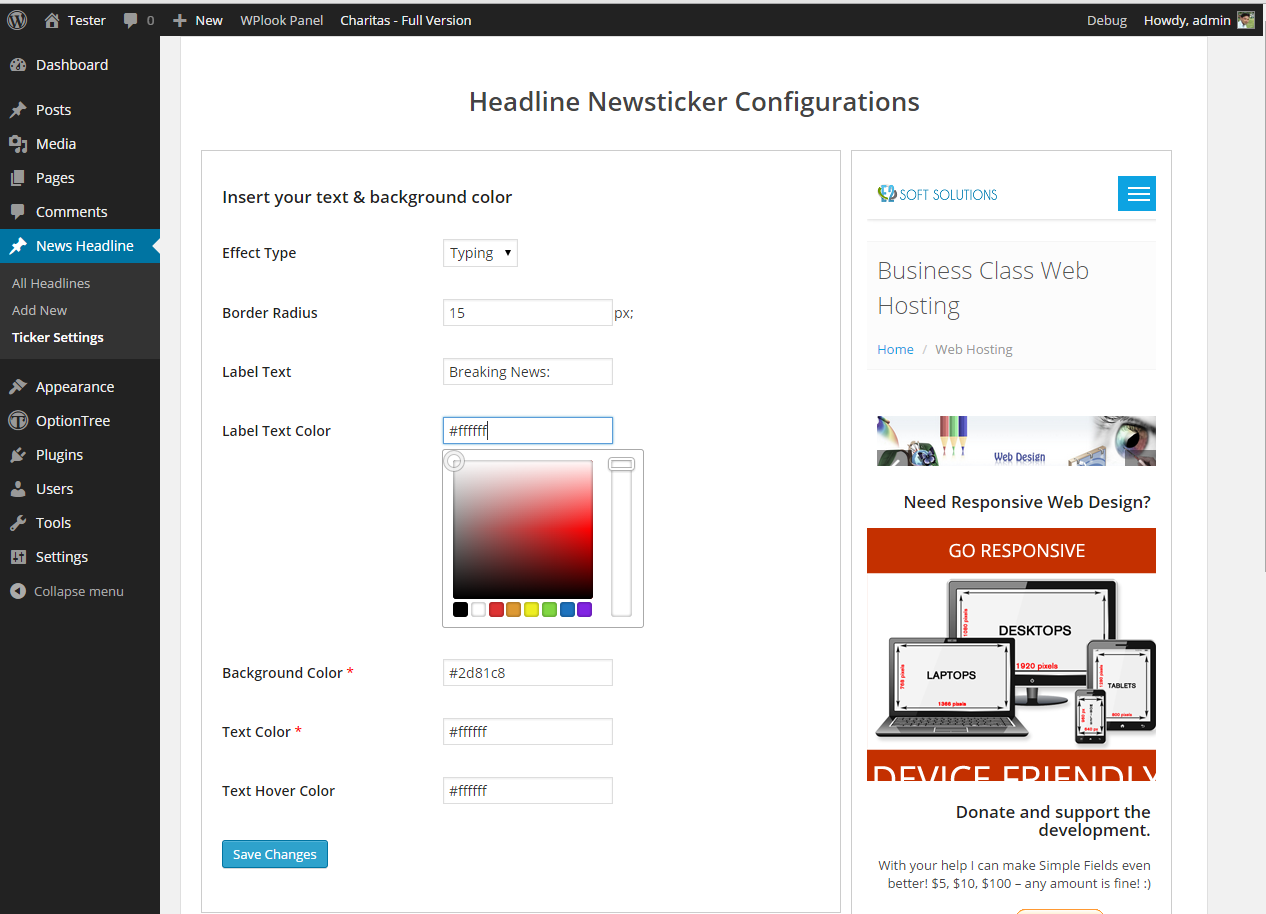 Tester
0
New
WPlook Panel
Charitas - Full Version
Debug
Howdy, admin
Dashboard
Posts
Media
Pages
Comments
News Headline
All Headlines
Add New
Ticker Settings
Appearance
OptionTree
Plugins
Users
Tools
Settings
Collapse menu
Headline Newsticker Configurations
Insert your text & background color
Effect Type
Typing
Border Radius
15
px;
Label Text
Breaking News:
Label Text Color
#ffffff
Background Color *
#2d81c8
Text Color *
#ffffff
Text Hover Color
#ffffff
Save Changes
SOFT SOLUTIONS
Business Class Web
Hosting
Home / Web Hosting
Web Design
Need Responsive Web Design?
GO RESPONSIVE
DESKTOPS
1920 pixels
1080 pixels
LAPTOPS
1366 pixels
768 pixels
TABLETS
DEVICE FRIENDLY
Donate and support the
development.
With your help I can make Simple Fields even
better! $5, $10, $100 – any amount is fine! :)